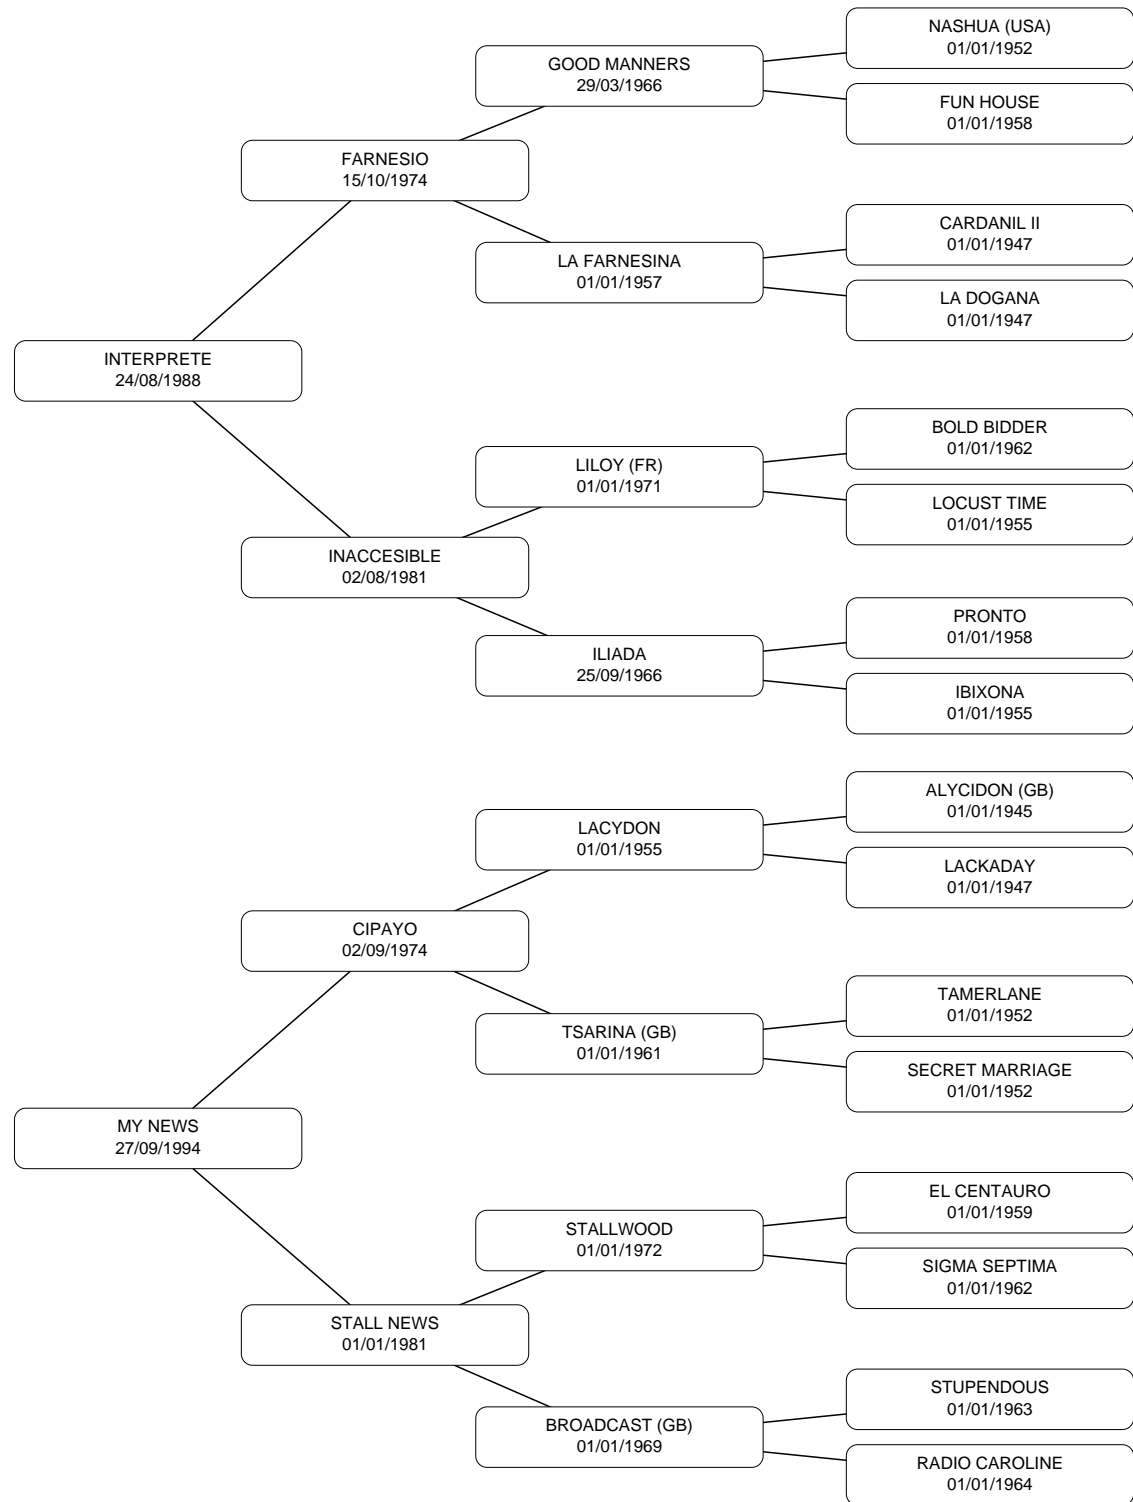 NASHUA (USA)
01/01/1952
GOOD MANNERS
29/03/1966
FUN HOUSE
01/01/1958
FARNESIO
15/10/1974
CARDANIL II
01/01/1947
LA FARNESINA
01/01/1957
LA DOGANA
01/01/1947
INTERPRETE
24/08/1988
BOLD BIDDER
01/01/1962
LILOY (FR)
01/01/1971
LOCUST TIME
01/01/1955
INACCESIBLE
02/08/1981
PRONTO
01/01/1958
ILIADA
25/09/1966
IBIXONA
01/01/1955
ALYCIDON (GB)
01/01/1945
LACYDON
01/01/1955
LACKADAY
01/01/1947
CIPAYO
02/09/1974
TAMERLANE
01/01/1952
TSARINA (GB)
01/01/1961
SECRET MARRIAGE
01/01/1952
MY NEWS
27/09/1994
EL CENTAURO
01/01/1959
STALLWOOD
01/01/1972
SIGMA SEPTIMA
01/01/1962
STALL NEWS
01/01/1981
STUPENDOUS
01/01/1963
BROADCAST (GB)
01/01/1969
RADIO CAROLINE
01/01/1964